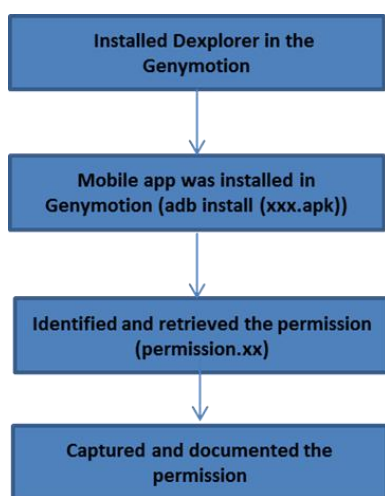 Installed Dexplorer in the
Genymotion
Mobile app was installed in
Genymotion (adb install (xxx.apk))
Identified and retrieved the permission
(permission.xx)
Captured and documented the
permission